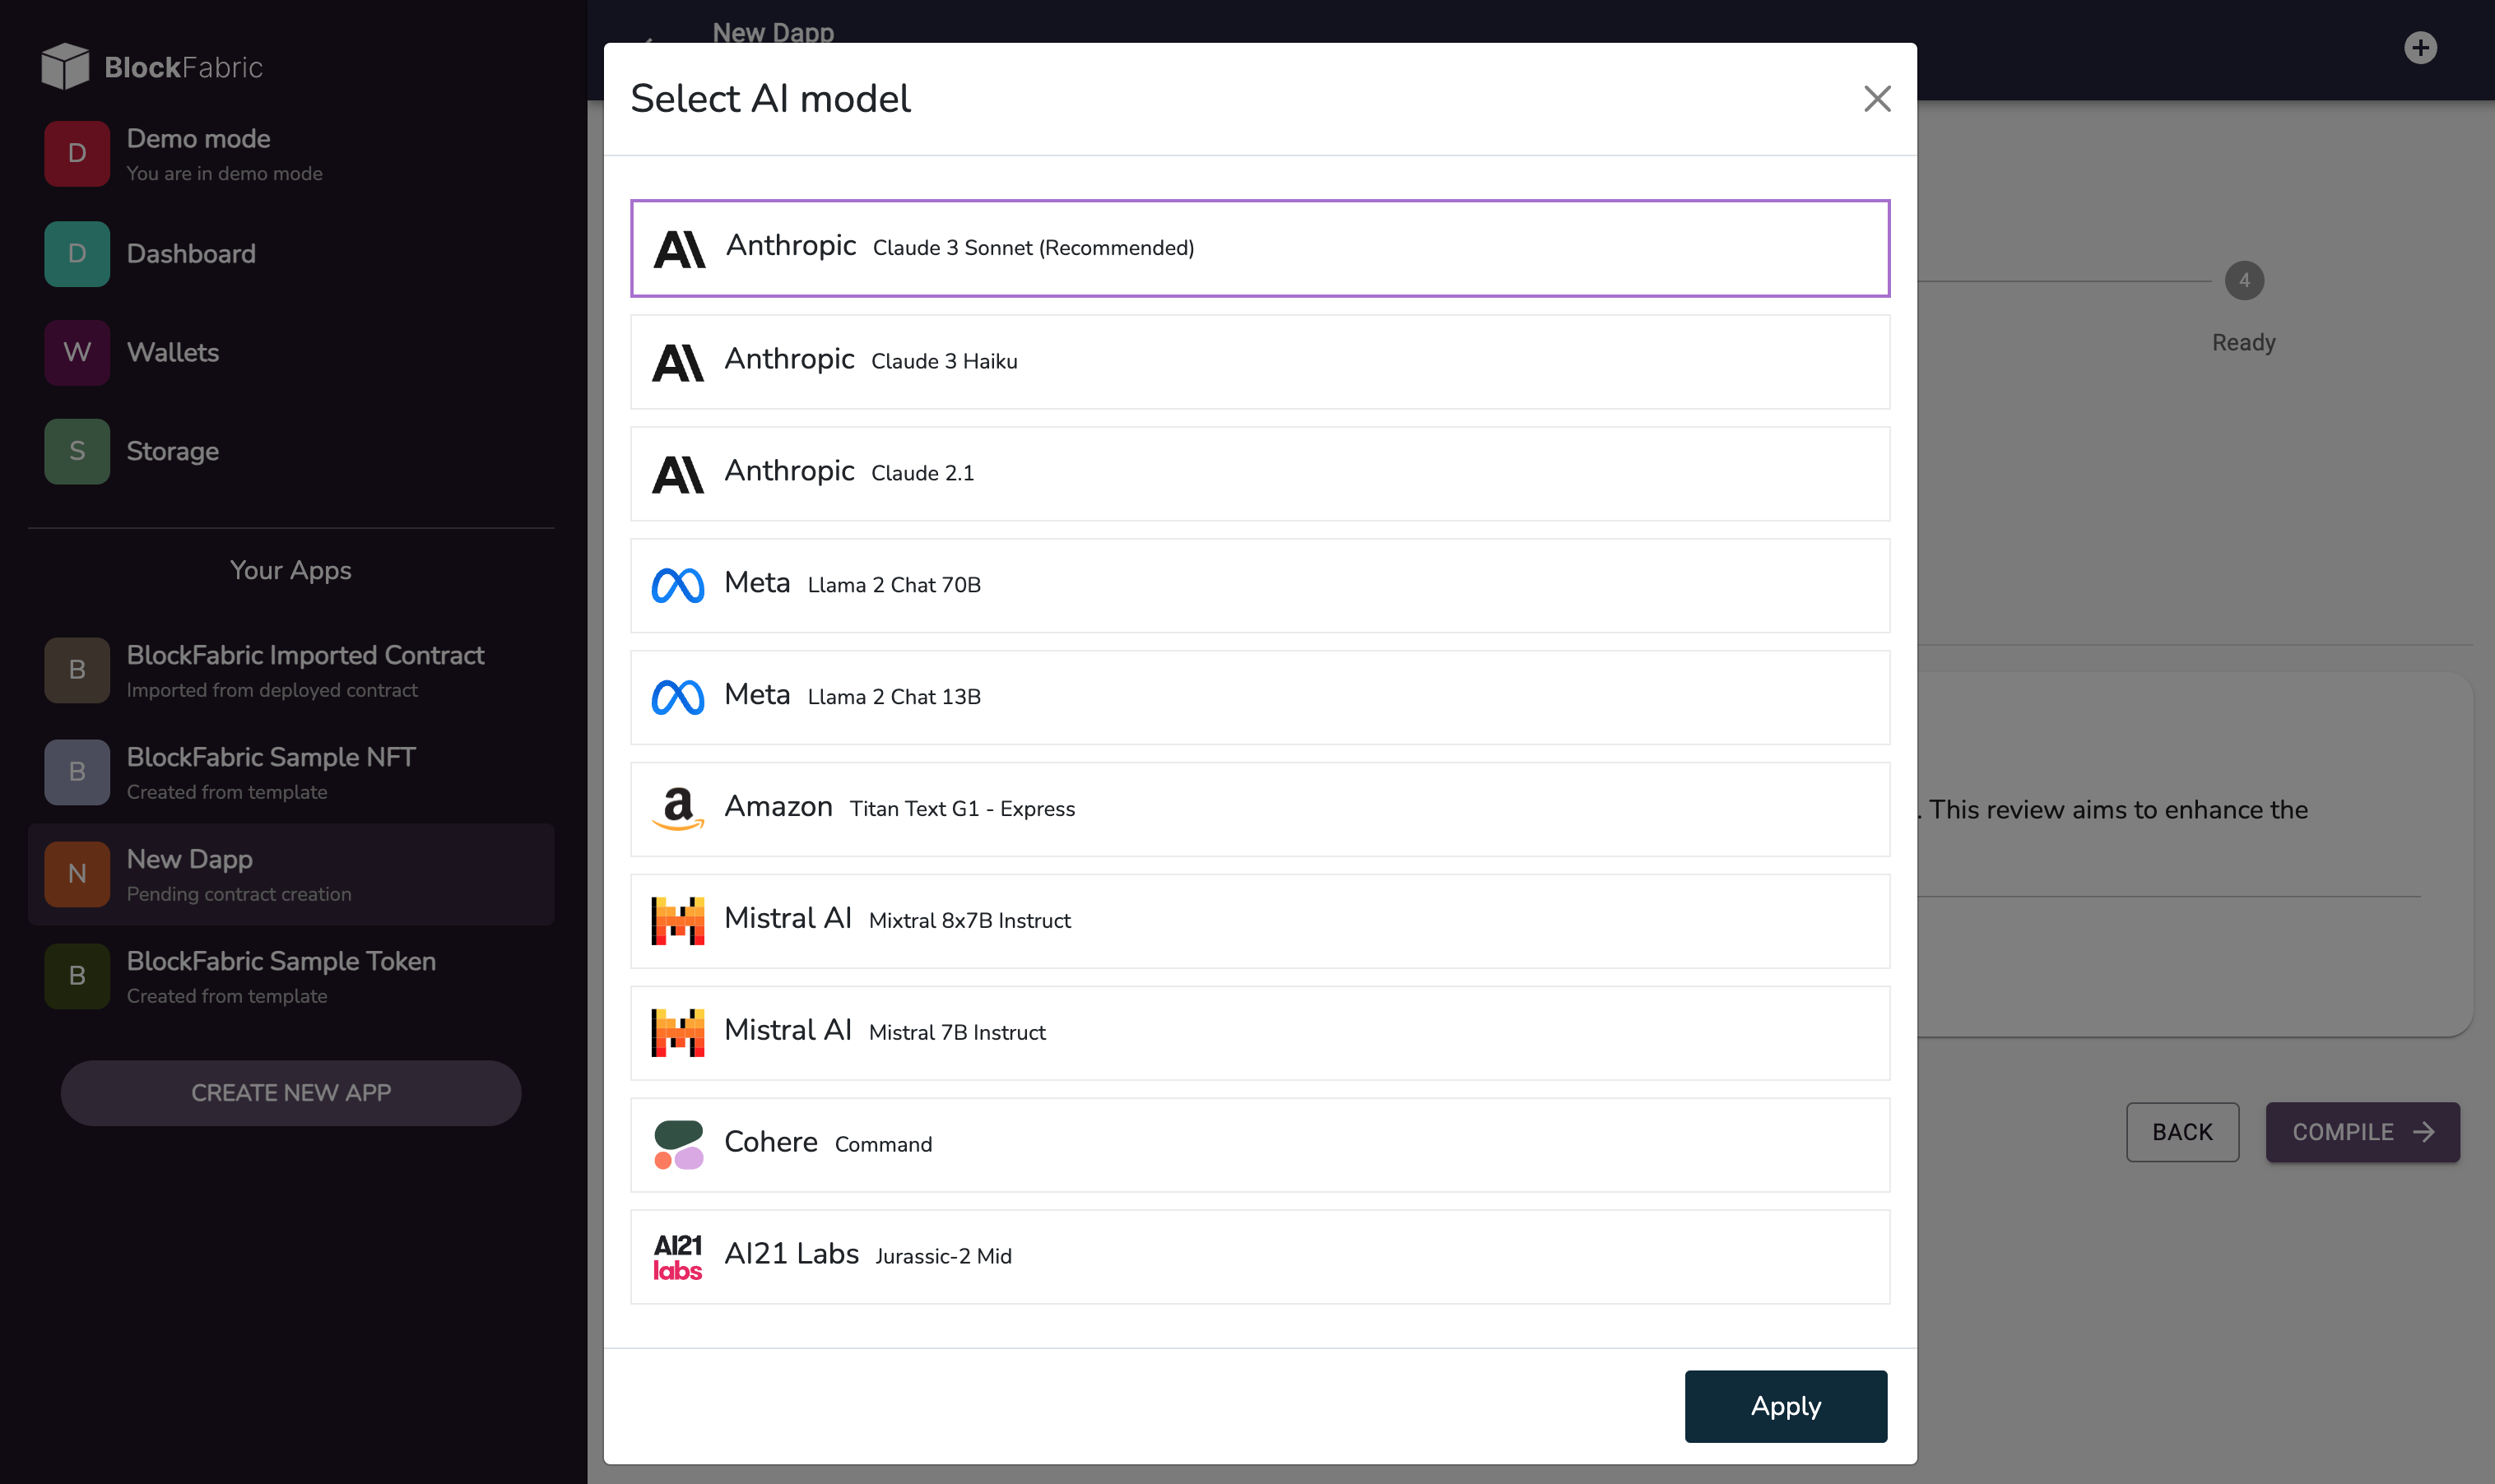 BlockFabric
D
Demo mode
You are in demo mode
D
Dashboard
W
Wallets
S
Storage
Your Apps
B
BlockFabric Imported Contract
Imported from deployed contract
B
BlockFabric Sample NFT
Created from template
N
New Dapp
Pending contract creation
B
BlockFabric Sample Token
Created from template
CREATE NEW APP
New Dapp
Select AI model
Anthropic Claude 3 Sonnet (Recommended)
Anthropic Claude 3 Haiku
Anthropic Claude 2.1
Meta Llama 2 Chat 70B
Meta Llama 2 Chat 13B
a
Amazon Titan Text G1 - Express
Mistral AI Mixtral 8x7B Instruct
Mistral AI Mistral 7B Instruct
Cohere Command
AI21
labs
AI21 Labs Jurassic-2 Mid
Apply
4
Ready
. This review aims to enhance the
BACK
COMPILE